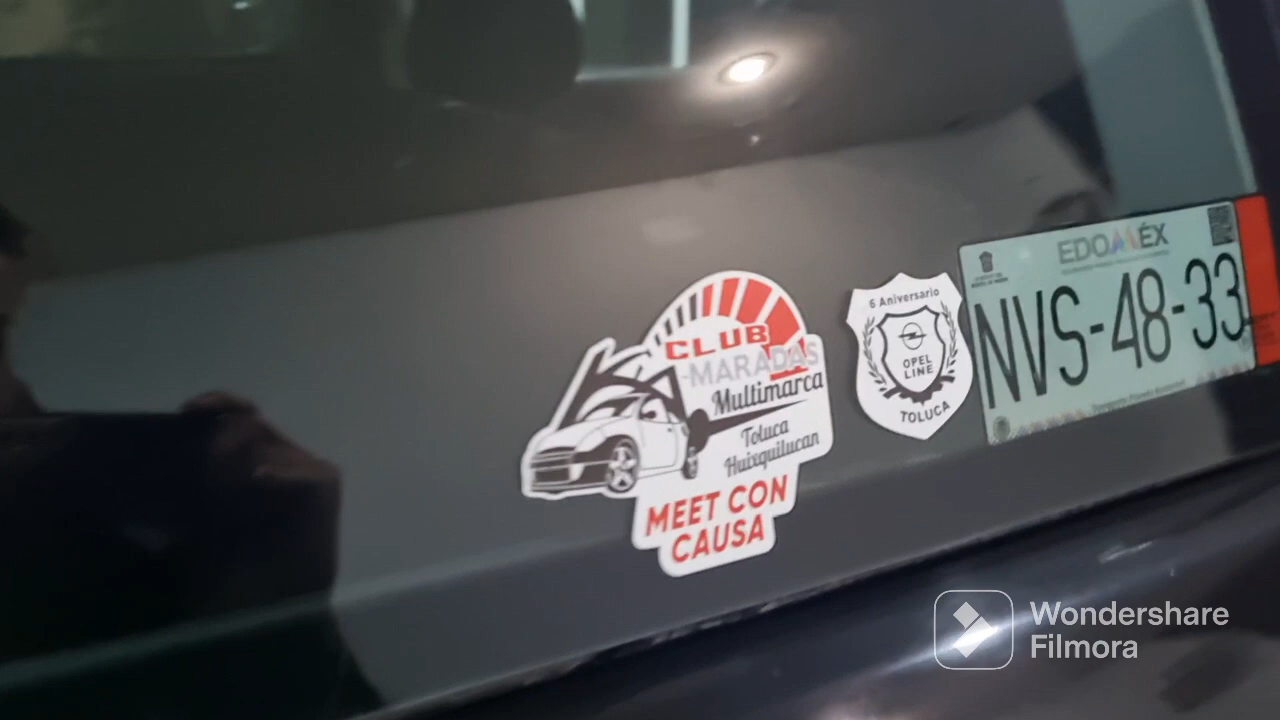 CLUB
-MARADAS
Multimarca
Toluca
Huixquilucan
MEET CON
CAUSA
6 Aniversario
OPEL
LINE
TOLUCA
EDOMÉX
NVS-48-33
Wondershare
Filmora